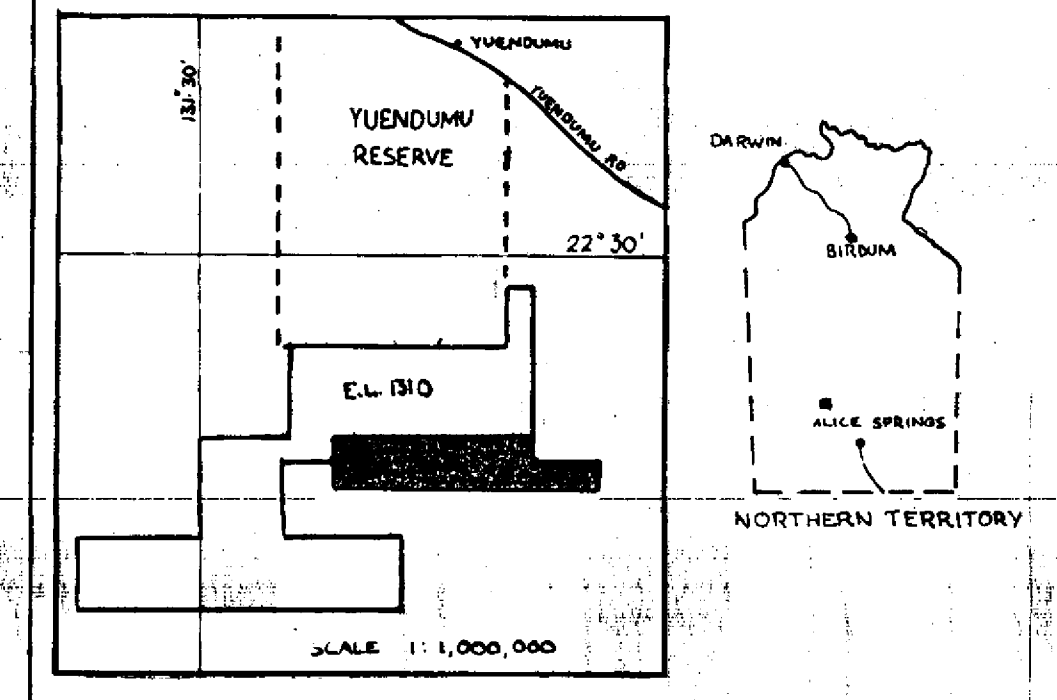 YUENDUMU
131° 30'
YUENDUMU RD
YUENDUMU
RESERVE
22° 30'
E.L. 1310
SCALE 1:1,000,000
DARWIN
BIRDUM
ALICE SPRINGS
NORTHERN TERRITORY